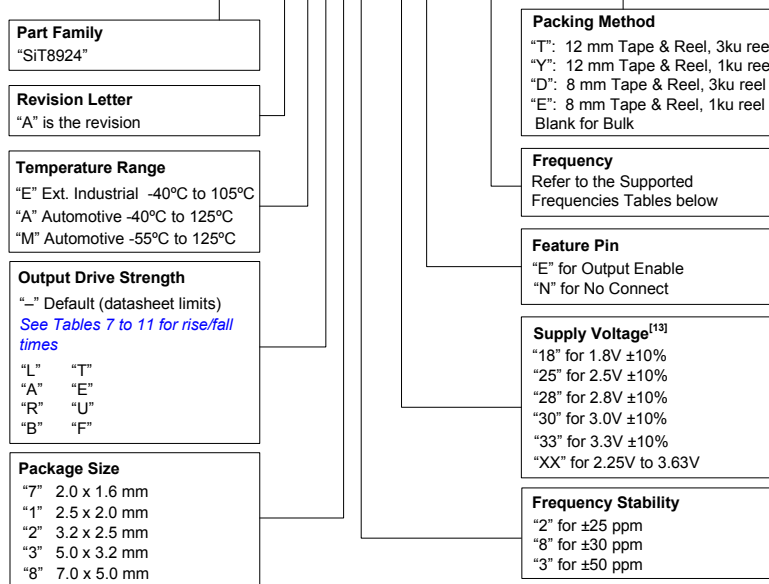 Part Family
“SiT8924”
Revision Letter
“A” is the revision
Temperature Range
“E” Ext. Industrial -40ºC to 105ºC
“A” Automotive -40ºC to 125ºC
“M” Automotive -55ºC to 125ºC
Output Drive Strength
“–” Default (datasheet limits)
See Tables 7 to 11 for rise/fall
times
“L” “T”
“A” “E”
“R” “U”
“B” “F”
Package Size
“7” 2.0 x 1.6 mm
“1” 2.5 x 2.0 mm
“2” 3.2 x 2.5 mm
“3” 5.0 x 3.2 mm
“8” 7.0 x 5.0 mm
Packing Method
“T”: 12 mm Tape & Reel, 3ku ree
“Y”: 12 mm Tape & Reel, 1ku ree
“D”: 8 mm Tape & Reel, 3ku reel
“E”: 8 mm Tape & Reel, 1ku reel
Blank for Bulk
Frequency
Refer to the Supported
Frequencies Tables below
Feature Pin
“E” for Output Enable
“N” for No Connect
Supply Voltage[13]
“18” for 1.8V ±10%
“25” for 2.5V ±10%
“28” for 2.8V ±10%
“30” for 3.0V ±10%
“33” for 3.3V ±10%
“XX” for 2.25V to 3.63V
Frequency Stability
“2” for ±25 ppm
“8” for ±30 ppm
“3” for ±50 ppm